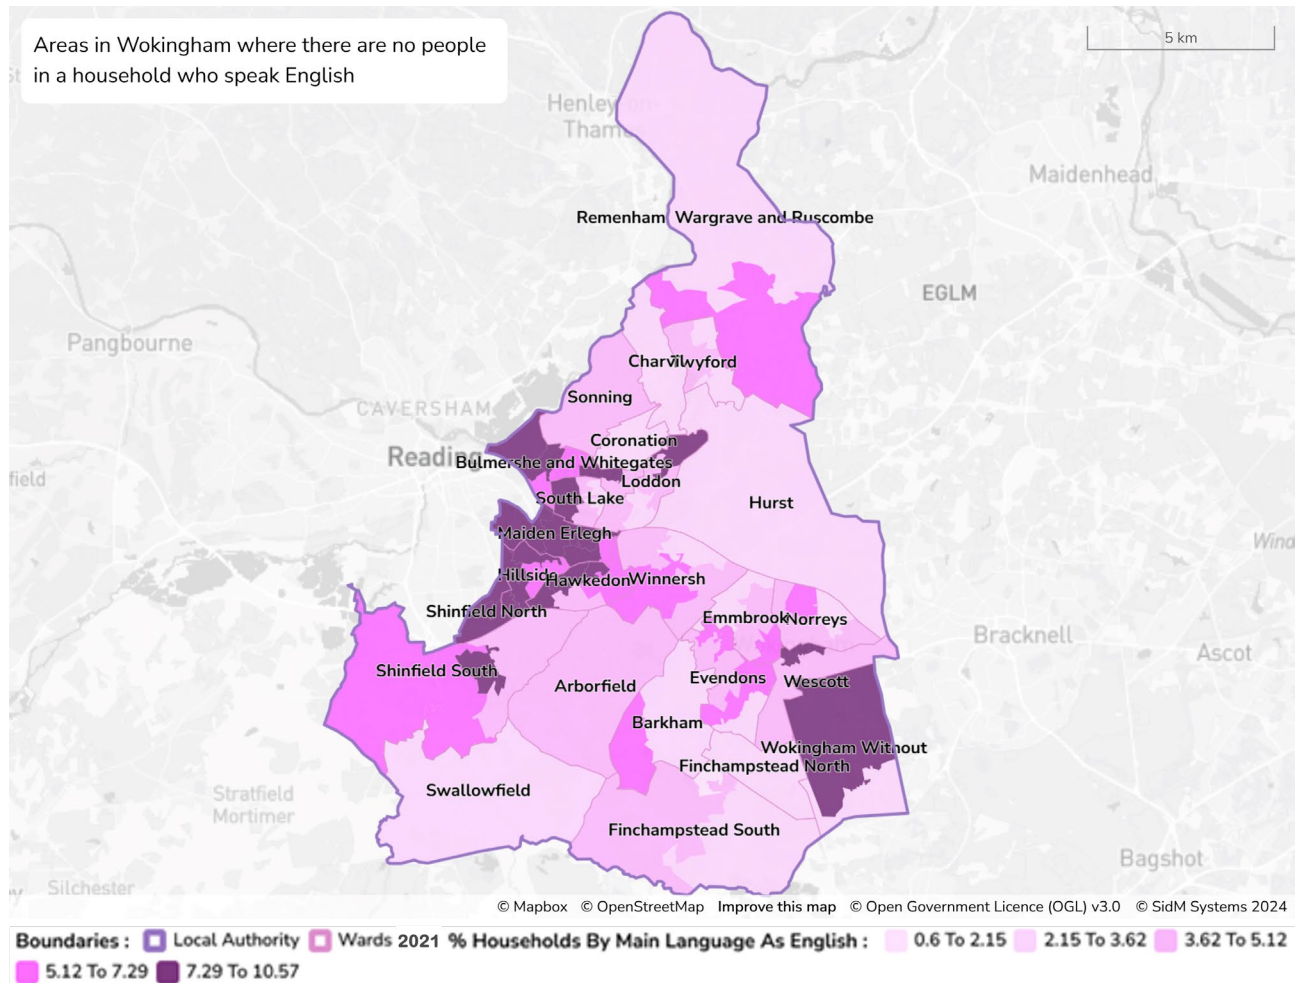 Areas in Wokingham where there are no people
in a household who speak English
5 km
Maidenhead
Remenham, Wargrave and Ruscombe
EGLM
Pangbourne
Charvil
Twyford
Sonning
CAVERSHAM
Coronation
Reading
Bulmershe and Whitegates
Loddon
South Lake
Hurst
Maiden Erlegh
Hillside
Hawkedon
Winnersh
Shinfield North
Emmbrook
Norreys
Bracknell
Ascot
Shinfield South
Arborfield
Evendons
Wescott
Barkham
Wokingham Without
Finchampstead North
Swallowfield
Stratfield
Mortimer
Finchampstead South
Bagshot
Silchester
© Mapbox © OpenStreetMap Improve this map © Open Government Licence (OGL) v3.0 © SidM Systems 2024
Boundaries : Local Authority Wards 2021 % Households By Main Language As English : 0.6 To 2.15 2.15 To 3.62 3.62 To 5.12
5.12 To 7.29 7.29 To 10.57